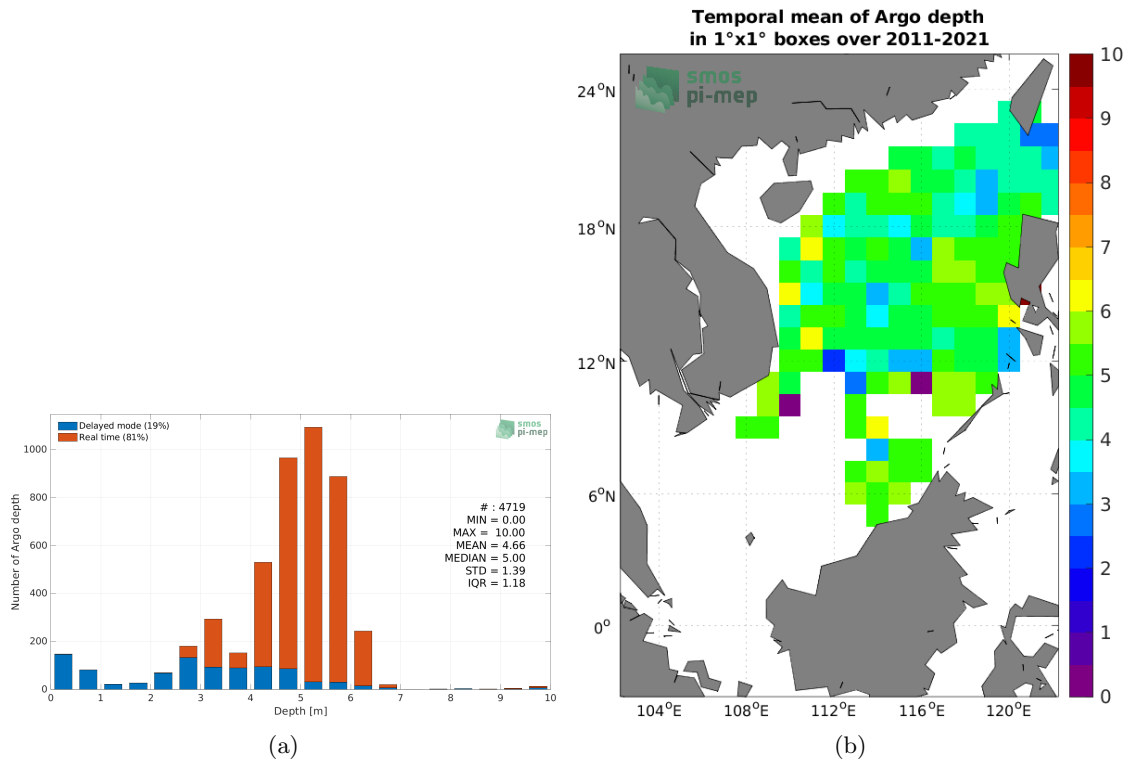 Delayed mode (19%)
Real time (81%)
smos
pi-mep
1000
800
600
400
200
0
Number of Argo depth
# : 4719
MIN = 0.00
MAX = 10.00
MEAN = 4.66
MEDIAN = 5.00
STD = 1.39
IQR = 1.18
0 1 2 3 4 5 6 7 8 9 10
Depth [m]
(a)
Temporal mean of Argo depth
in 1°x1° boxes over 2011-2021
smos
pi-mep
24°N
18°N
12°N
6°N
0°
104°E 108°E 112°E 116°E 120°E
10
9
8
7
6
5
4
3
2
1
0
(b)